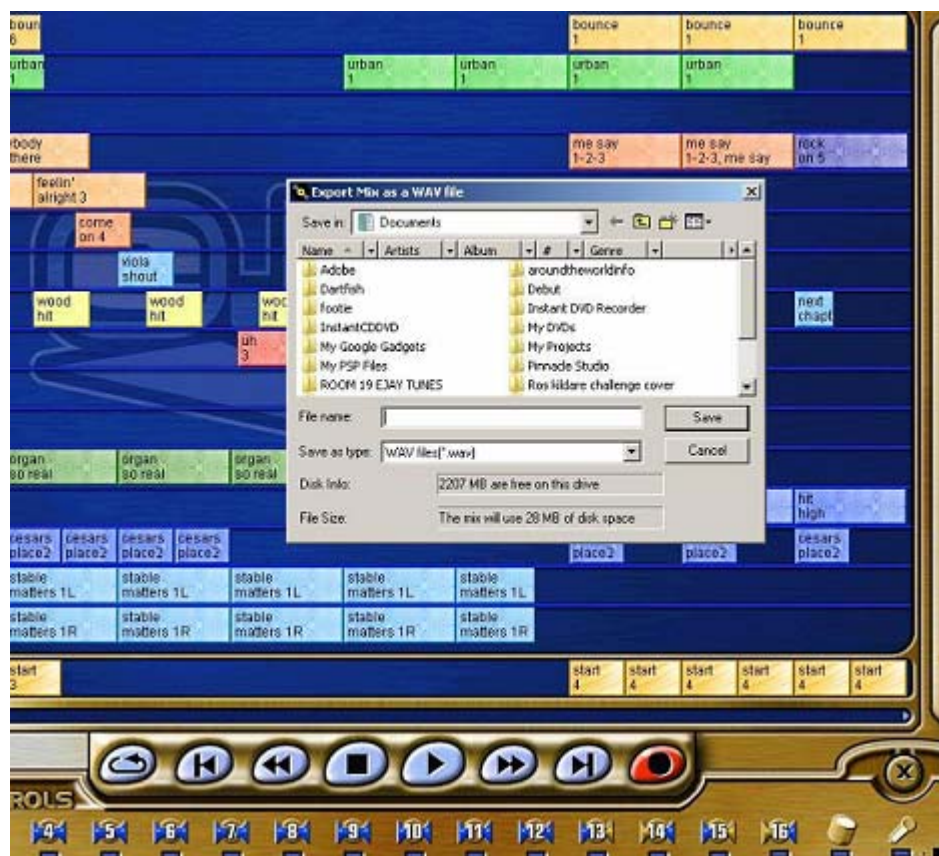 boun bounce bounce bounce
6 1 1 1
urban urban urban urban urban
1 1 1 1 1
body me say me say rock
there 1-2-3 1-2-3, me say on 5
feelin'
alright 3
come
on 4
viola
shout
wood wood woo next
hit hit hit chapt
uh
3
Export Mix as a WAV file
Save in: Documents
Name Artists Album # Genre
Adobe aroundtheworldinfo
Dartfish Debut
footie Instant DVD Recorder
InstantCDDVD My DVDs
My Google Gadgets My Projects
My PSP Files Pinnacle Studio
ROOM 19 EJAY TUNES Ros kildare challenge cover
File name: Save
Save as type: WAV files(*.wav) Cancel
Disk Info: 2207 MB are free on this drive
File Size: The mix will use 28 MB of disk space
organ organ organ
so real so real so real
hit
high
cesars cesars cesars cesars cesars
place2 place2 place2 place2 place2 place2 place2
stable stable stable stable stable
matters 1L matters 1L matters 1L matters 1L matters 1L
stable stable stable stable stable
matters 1R matters 1R matters 1R matters 1R matters 1R
start start start start start start start
3 4 4 4 4 4 4
X
ROLS
4 5 6 7 8 9 10 11 12 13 14 15 16